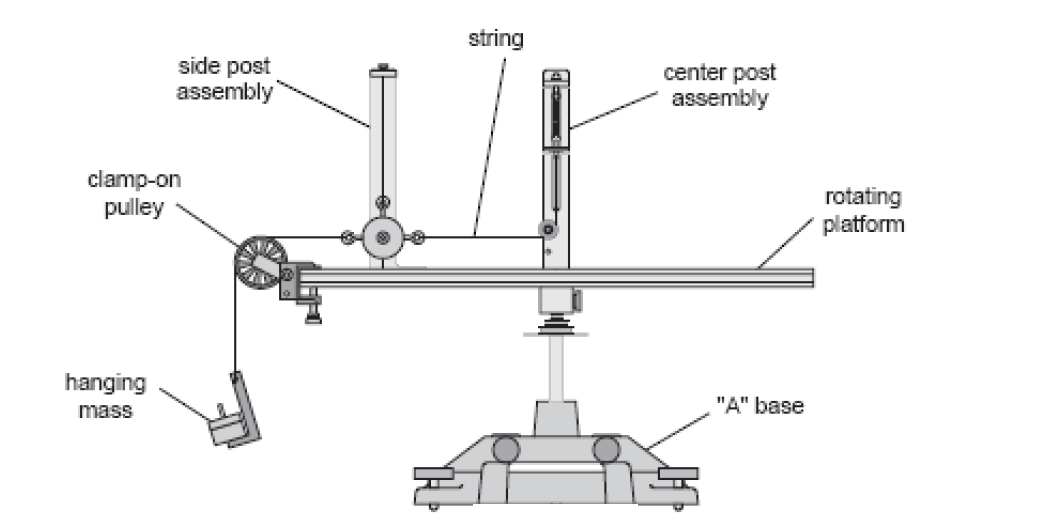 string
side post
assembly
center post
assembly
clamp-on
pulley
rotating
platform
hanging
mass
"A" base